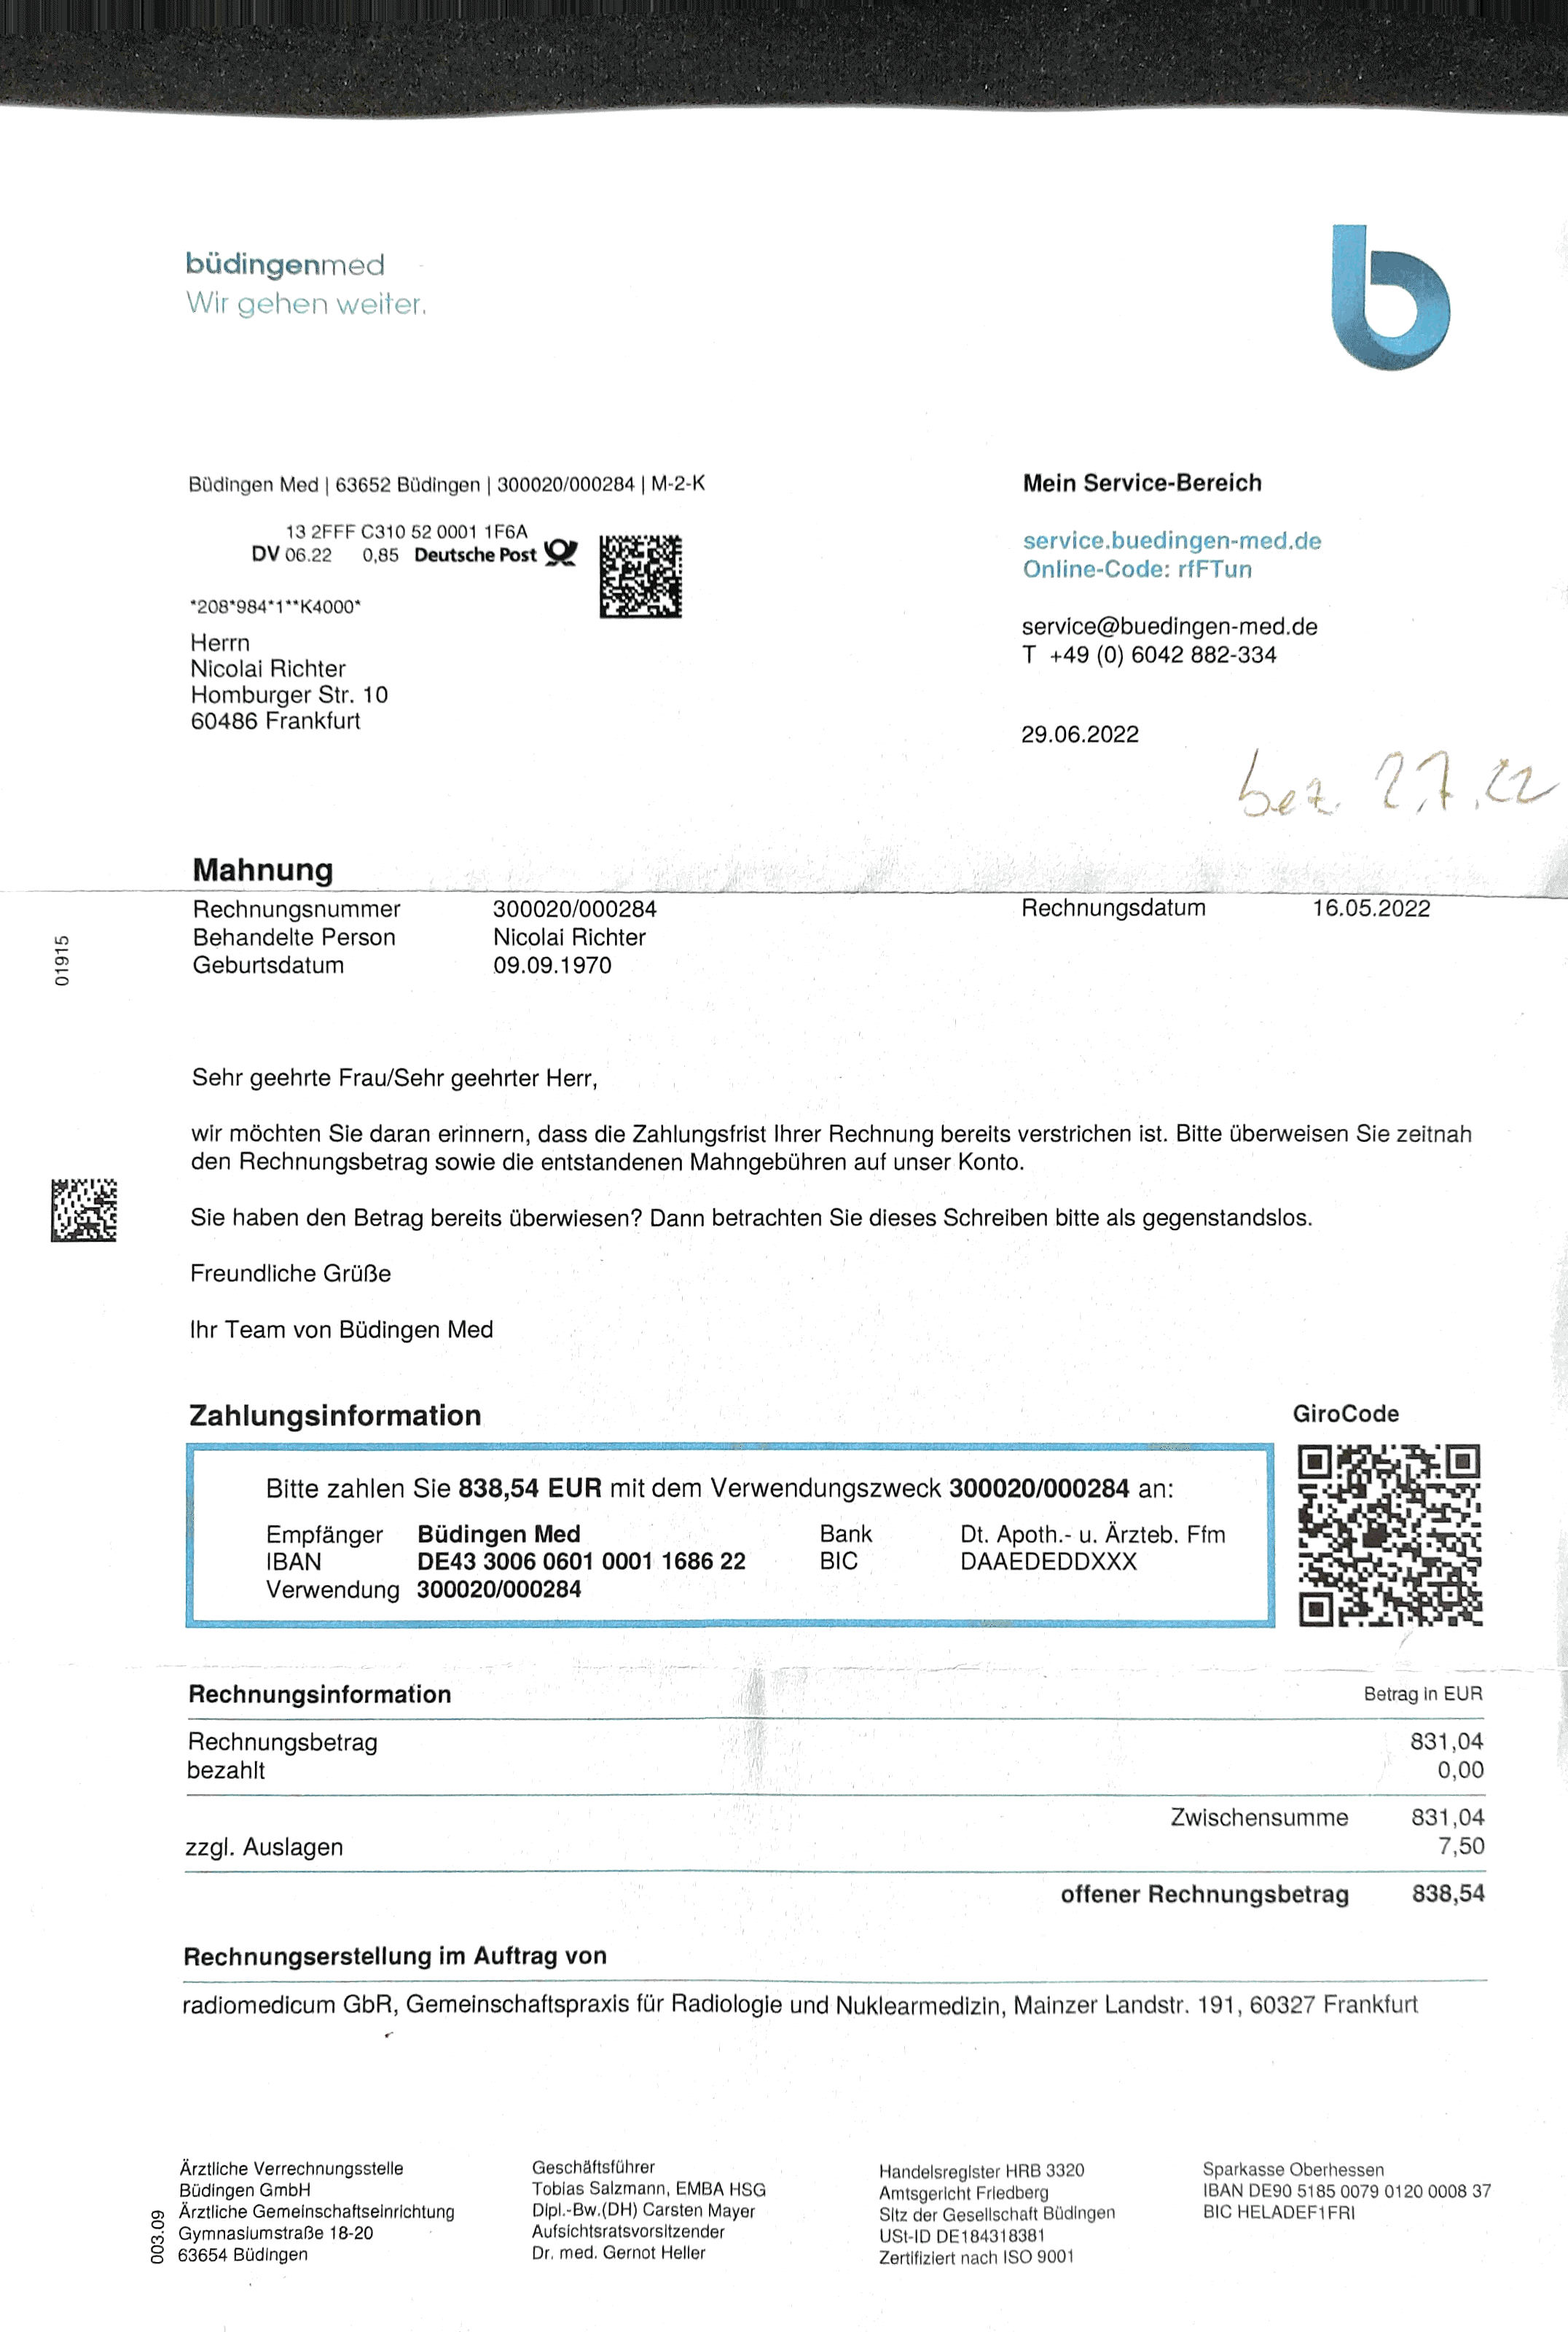 büdingenmed
Wir gehen weiter.
b
Büdingen Med | 63652 Büdingen | 300020/000284 | M-2-K
13 2FFF C310 52 0001 1F6A
DV 06.22 0,85 Deutsche Post
*208*984*1**K4000*
Herrn
Nicolai Richter
Homburger Str. 10
60486 Frankfurt
Mein Service-Bereich
service.buedingen-med.de
Online-Code: rfFTun
service@buedingen-med.de
T +49 (0) 6042 882-334
29.06.2022
bez. 2.7.22
Mahnung
Rechnungsnummer 300020/000284 Rechnungsdatum 16.05.2022
Behandelte Person Nicolai Richter
Geburtsdatum 09.09.1970
01915
Sehr geehrte Frau/Sehr geehrter Herr,
wir möchten Sie daran erinnern, dass die Zahlungsfrist Ihrer Rechnung bereits verstrichen ist. Bitte überweisen Sie zeitnah
den Rechnungsbetrag sowie die entstandenen Mahngebühren auf unser Konto.
Sie haben den Betrag bereits überwiesen? Dann betrachten Sie dieses Schreiben bitte als gegenstandslos.
Freundliche Grüße
Ihr Team von Büdingen Med
Zahlungsinformation GiroCode
Bitte zahlen Sie 838,54 EUR mit dem Verwendungszweck 300020/000284 an:
Empfänger Büdingen Med Bank Dt. Apoth.- u. Ärzteb. Ffm
IBAN DE43 3006 0601 0001 1686 22 BIC DAAEDEDDXXX
Verwendung 300020/000284
Rechnungsinformation Betrag in EUR
Rechnungsbetrag 831,04
bezahlt 0,00
Zwischensumme 831,04
zzgl. Auslagen 7,50
offener Rechnungsbetrag 838,54
Rechnungserstellung im Auftrag von
radiomedicum GbR, Gemeinschaftspraxis für Radiologie und Nuklearmedizin, Mainzer Landstr. 191, 60327 Frankfurt
Ärztliche Verrechnungsstelle
Büdingen GmbH
Ärztliche Gemeinschaftseinrichtung
Gymnasiumstraße 18-20
63654 Büdingen
003.09
Geschäftsführer
Tobias Salzmann, EMBA HSG
Dipl.-Bw.(DH) Carsten Mayer
Aufsichtsratsvorsitzender
Dr. med. Gernot Heller
Handelsregister HRB 3320
Amtsgericht Friedberg
Sitz der Gesellschaft Büdingen
USt-ID DE184318381
Zertifiziert nach ISO 9001
Sparkasse Oberhessen
IBAN DE90 5185 0079 0120 0008 37
BIC HELADEF1FRI